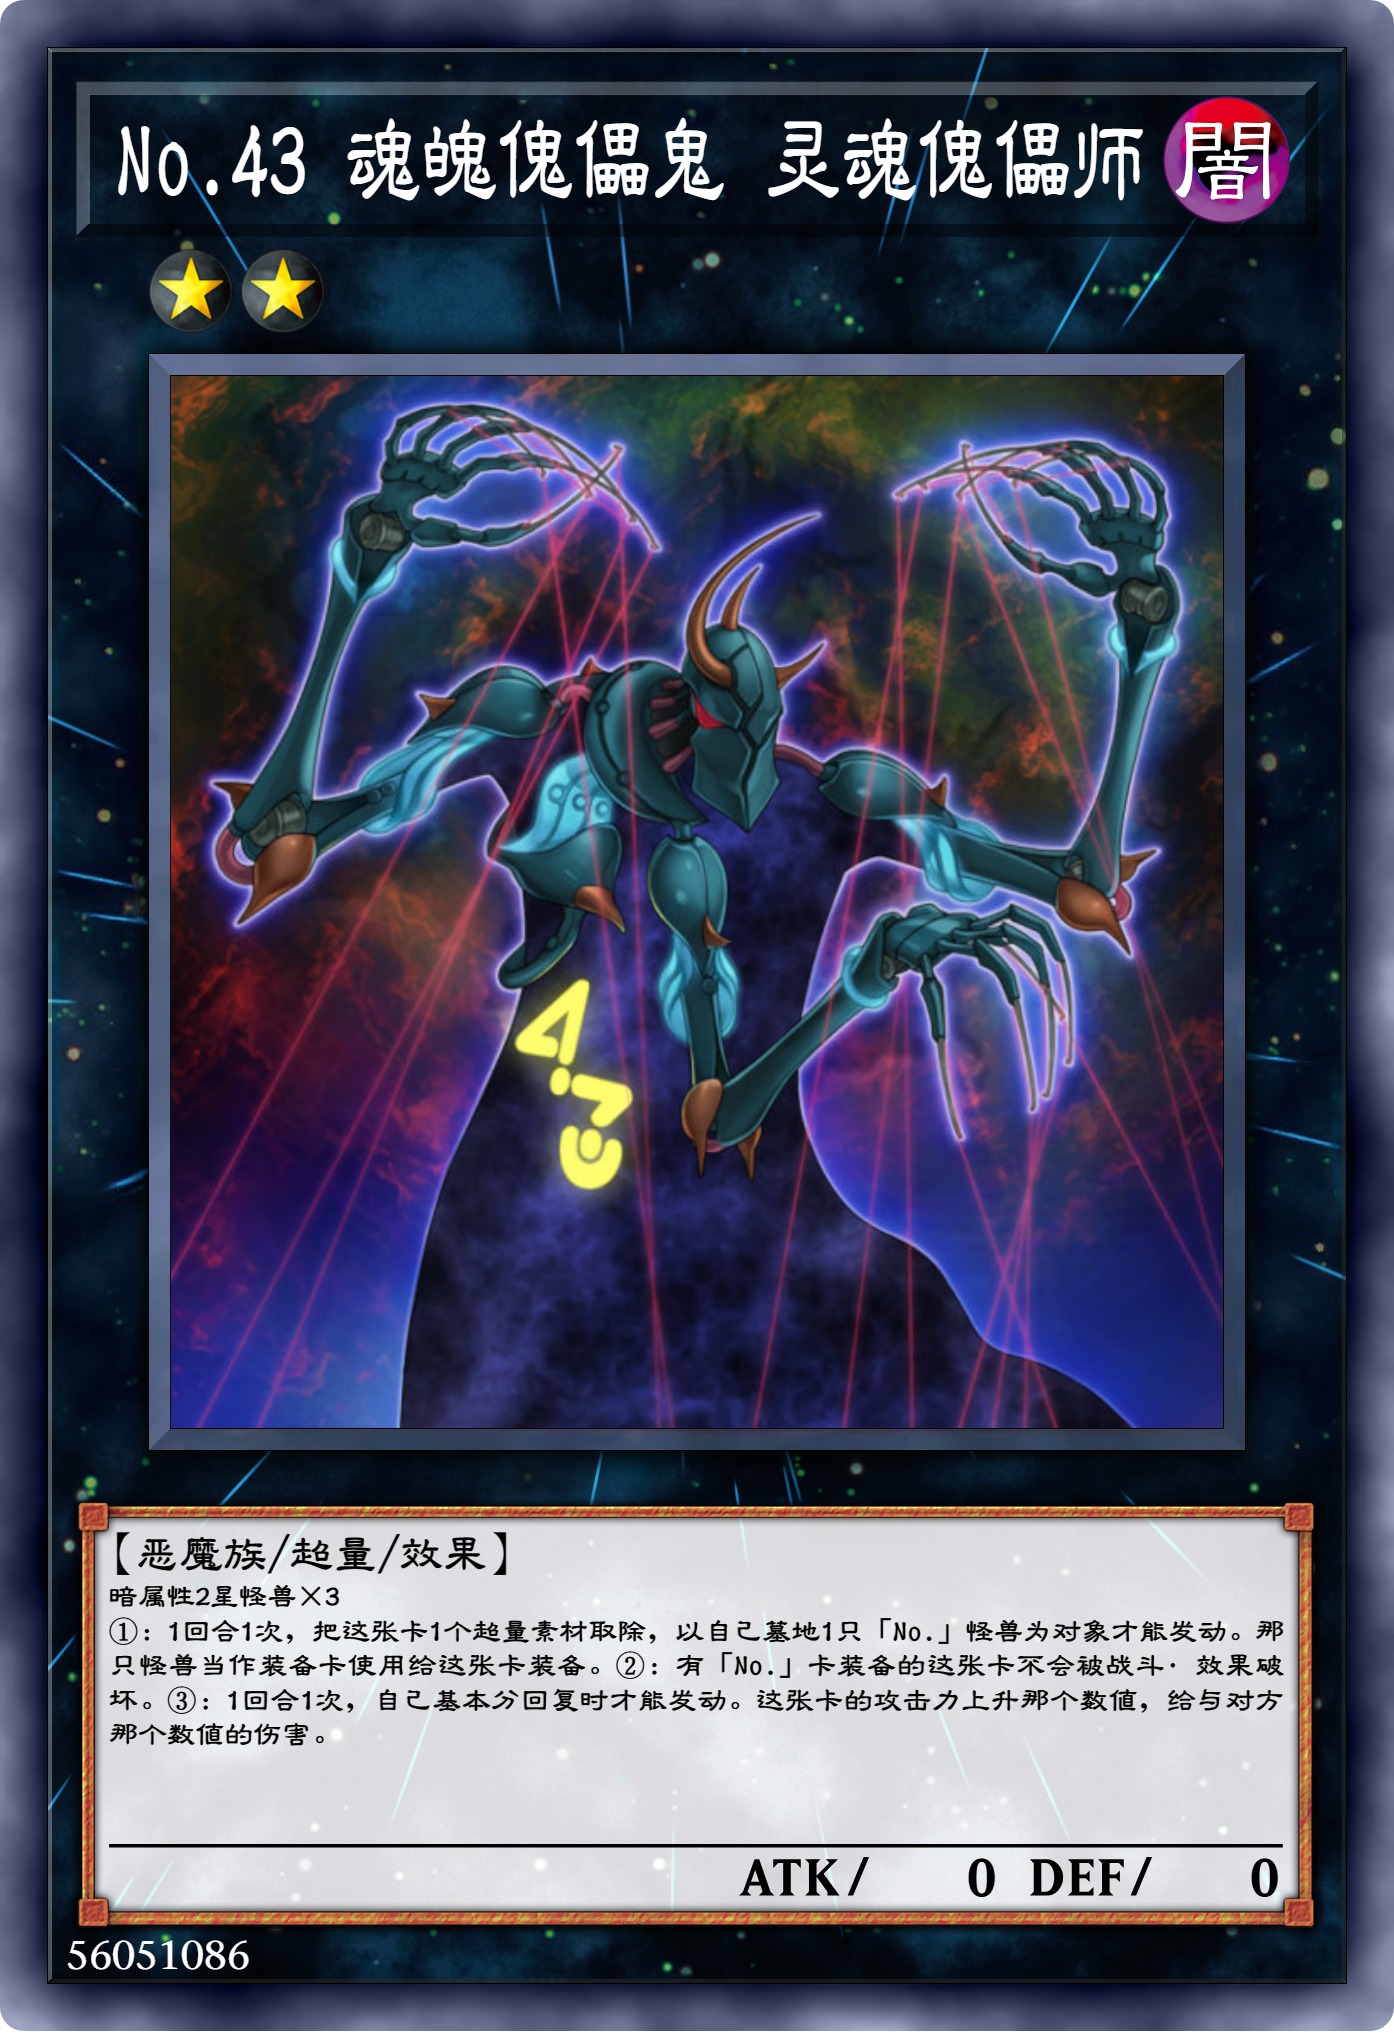 No.43 魂魄傀儡鬼 灵魂傀儡师 闇
【恶魔族/超量/效果】
暗属性2星怪兽×3
①：1回合1次，把这张卡1个超量素材取除，以自己墓地1只「No.」怪兽为对象才能发动。那
只怪兽当作装备卡使用给这张卡装备。②：有「No.」卡装备的这张卡不会被战斗·效果破
坏。③：1回合1次，自己基本分回复时才能发动。这张卡的攻击力上升那个数值，给与对方
那个数值的伤害。
ATK/ 0 DEF/ 0
56051086